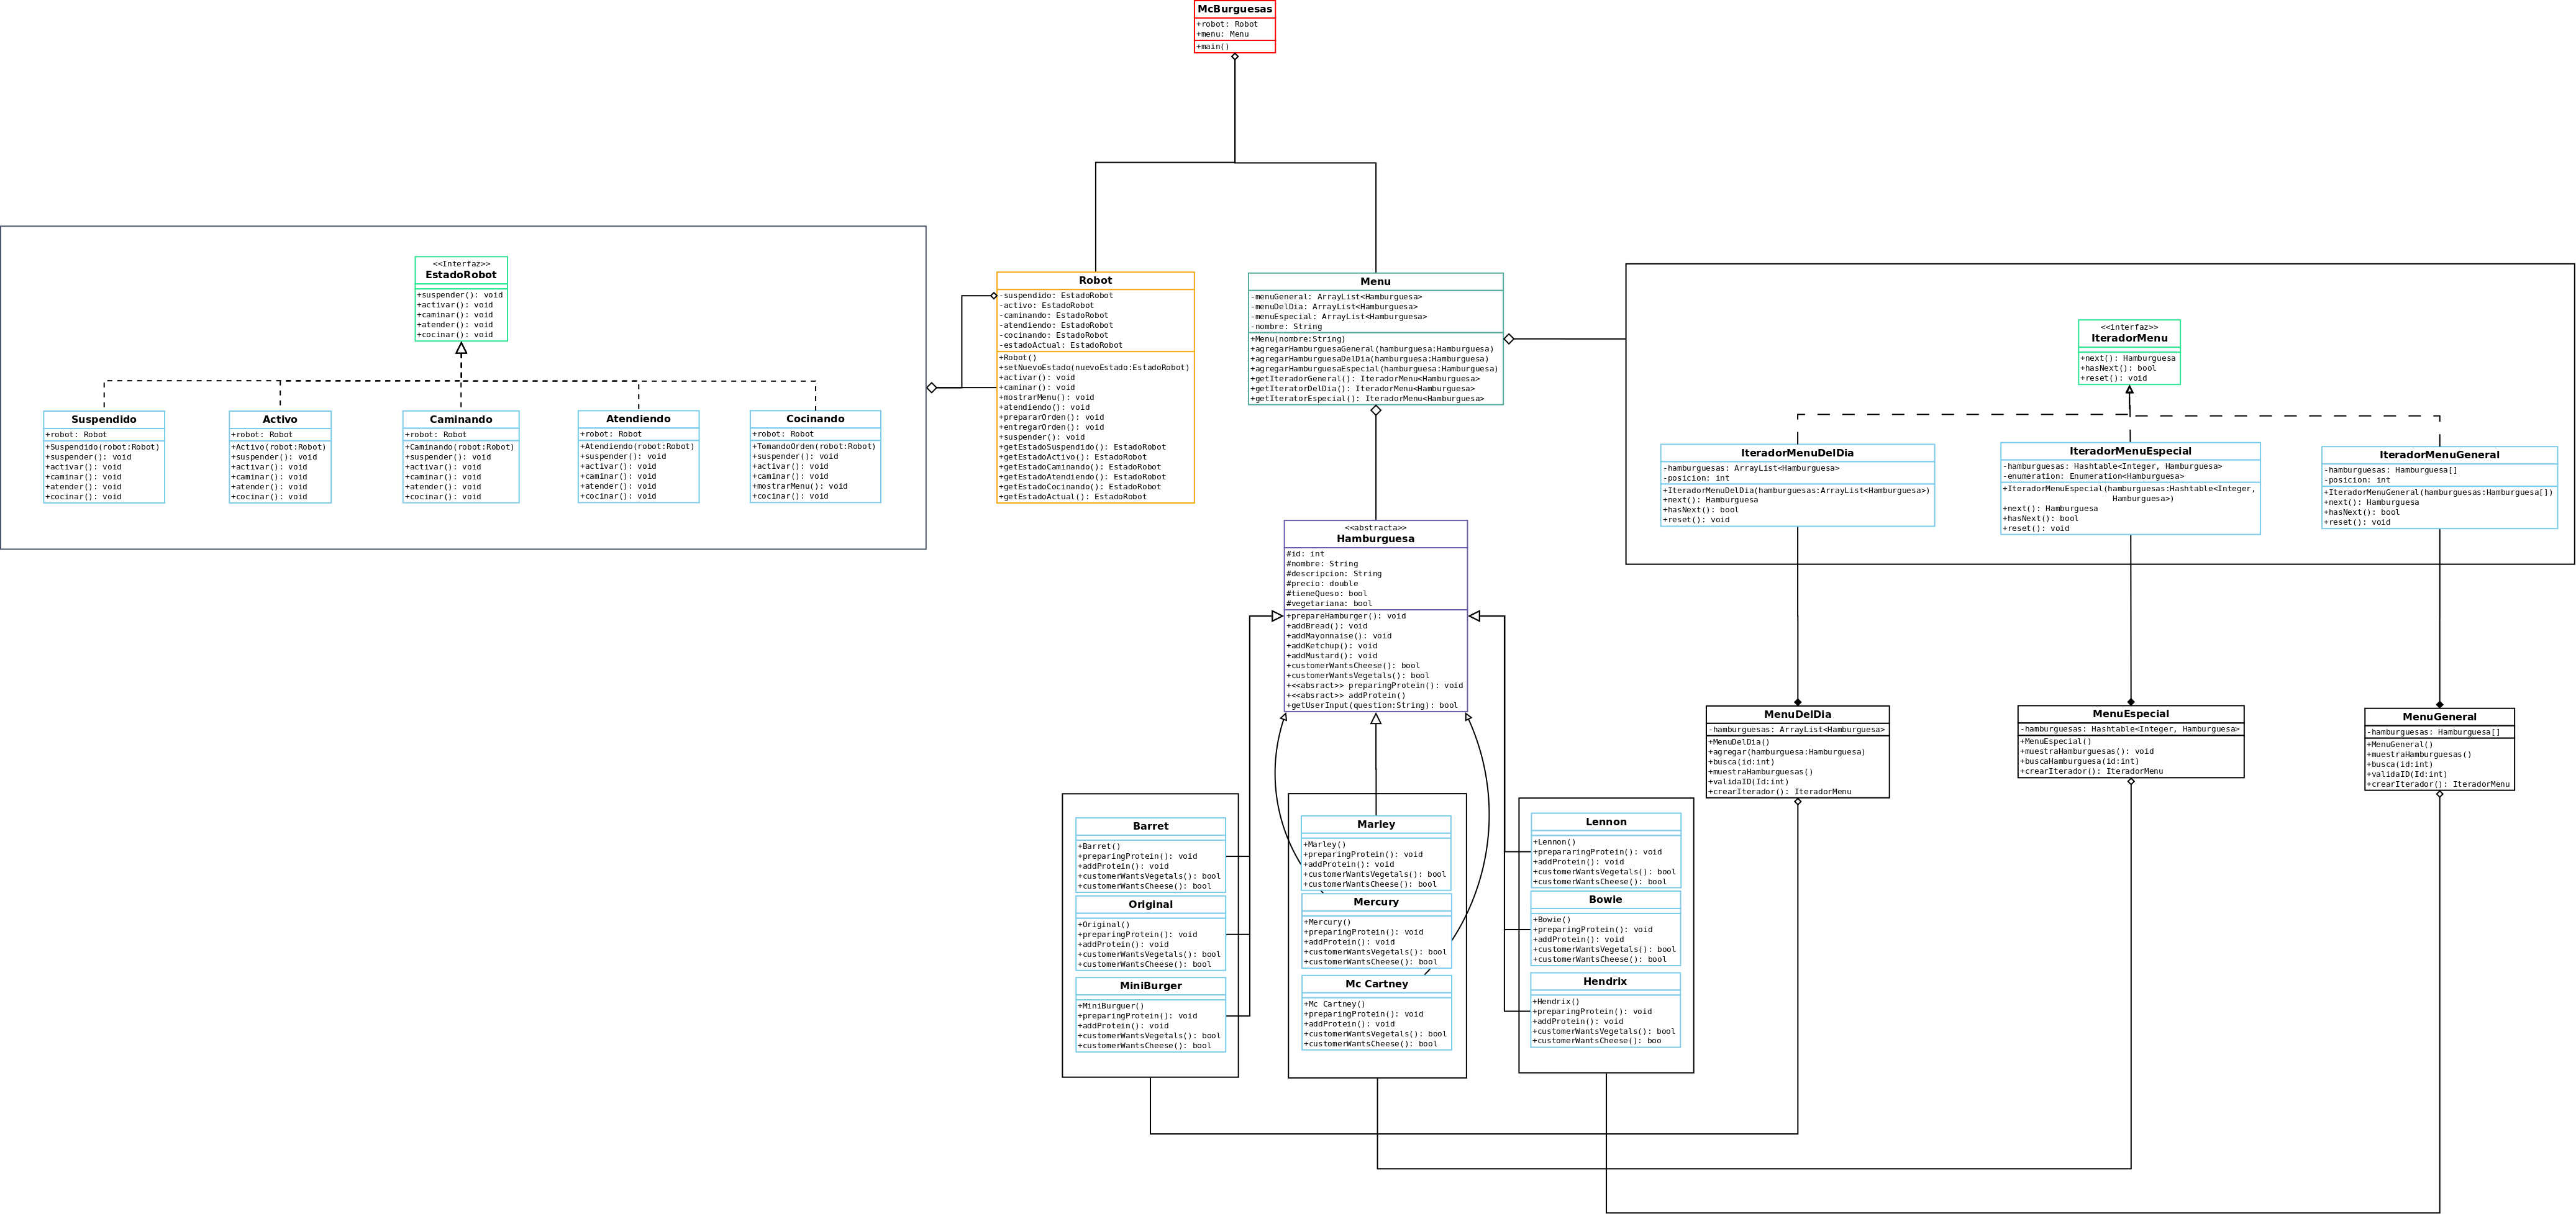 McBurguesas
+robot: Robot
+menu: Menu
+main()
<<Interfaz>>
EstadoRobot
+suspender(): void
+activar(): void
+caminar(): void
+atender(): void
+cocinar(): void
Suspendido
+robot: Robot
+Suspendido(robot:Robot)
+suspender(): void
+activar(): void
+caminar(): void
+atender(): void
+cocinar(): void
Activo
+robot: Robot
+Activo(robot:Robot)
+suspender(): void
+activar(): void
+caminar(): void
+atender(): void
+cocinar(): void
Caminando
+robot: Robot
+Caminando(robot:Robot)
+suspender(): void
+activar(): void
+caminar(): void
+atender(): void
+cocinar(): void
Atendiendo
+robot: Robot
+Atendiendo(robot:Robot)
+suspender(): void
+activar(): void
+caminar(): void
+atender(): void
+cocinar(): void
Cocinando
+robot: Robot
+TomandoOrden(robot:Robot)
+suspender(): void
+activar(): void
+caminar(): void
+mostrarMenu(): void
+cocinar(): void
Robot
-suspendido: EstadoRobot
-activo: EstadoRobot
-caminando: EstadoRobot
-atendiendo: EstadoRobot
-cocinando: EstadoRobot
-estadoActual: EstadoRobot
+Robot()
+setNuevoEstado(nuevoEstado:EstadoRobot)
+activar(): void
+caminar(): void
+mostrarMenu(): void
+atendiendo(): void
+prepararOrden(): void
+entregarOrden(): void
+suspender(): void
+getEstadoSuspendido(): EstadoRobot
+getEstadoActivo(): EstadoRobot
+getEstadoCaminando(): EstadoRobot
+getEstadoAtendiendo(): EstadoRobot
+getEstadoCocinando(): EstadoRobot
+getEstadoActual(): EstadoRobot
Menu
-menuGeneral: ArrayList<Hamburguesa>
-menuDelDia: ArrayList<Hamburguesa>
-menuEspecial: ArrayList<Hamburguesa>
-nombre: String
+Menu(nombre:String)
+agregarHamburguesaGeneral(hamburguesa:Hamburguesa)
+agregarHamburguesaDelDia(hamburguesa:Hamburguesa)
+agregarHamburguesaEspecial(hamburguesa:Hamburguesa)
+getIteradorGeneral(): IteradorMenu<Hamburguesa>
+getIteratorDelDia(): IteradorMenu<Hamburguesa>
+getIteratorEspecial(): IteradorMenu<Hamburguesa>
<<interfaz>>
IteradorMenu
+next(): Hamburguesa
+hasNext(): bool
+reset(): void
IteradorMenuDelDia
-hamburguesas: ArrayList<Hamburguesa>
-posicion: int
+IteradorMenuDelDia(hamburguesas:ArrayList<Hamburguesa>)
+next(): Hamburguesa
+hasNext(): bool
+reset(): void
IteradorMenuEspecial
-hamburguesas: Hashtable<Integer, Hamburguesa>
-enumeration: Enumeration<Hamburguesa>
+IteradorMenuEspecial(hamburguesas:Hashtable<Integer,
Hamburguesa>)
+next(): Hamburguesa
+hasNext(): bool
+reset(): void
IteradorMenuGeneral
-hamburguesas: Hamburguesa[]
-posicion: int
+IteradorMenuGeneral(hamburguesas:Hamburguesa[])
+next(): Hamburguesa
+hasNext(): bool
+reset(): void
<<abstracta>>
Hamburguesa
#id: int
#nombre: String
#descripcion: String
#precio: double
#tieneQueso: bool
#vegetariana: bool
+prepareHamburger(): void
+addBread(): void
+addMayonnaise(): void
+addKetchup(): void
+addMustard(): void
+customerWantsCheese(): bool
+customerWantsVegetals(): bool
+<<absract>> preparingProtein(): void
+<<absract>> addProtein()
+getUserInput(question:String): bool
MenuDelDia
-hamburguesas: ArrayList<Hamburguesa>
+MenuDelDia()
+agregar(hamburguesa:Hamburguesa)
+busca(id:int)
+muestraHamburguesas()
+validaID(Id:int)
+crearIterador(): IteradorMenu
MenuEspecial
-hamburguesas: Hashtable<Integer, Hamburguesa>
+MenuEspecial()
+muestraHamburguesas(): void
+buscaHamburguesa(id:int)
+crearIterador(): IteradorMenu
MenuGeneral
-hamburguesas: Hamburguesa[]
+MenuGeneral()
+muestraHamburguesas()
+busca(id:int)
+validaID(Id:int)
+crearIterador(): IteradorMenu
Barret
+Barret()
+preparingProtein(): void
+addProtein(): void
+customerWantsVegetals(): bool
+customerWantsCheese(): bool
Original
+Original()
+preparingProtein(): void
+addProtein(): void
+customerWantsVegetals(): bool
+customerWantsCheese(): bool
MiniBurger
+MiniBurguer()
+preparingProtein(): void
+addProtein(): void
+customerWantsVegetals(): bool
+customerWantsCheese(): bool
Marley
+Marley()
+preparingProtein(): void
+addProtein(): void
+customerWantsVegetals(): bool
+customerWantsCheese(): bool
Mercury
+Mercury()
+preparingProtein(): void
+addProtein(): void
+customerWantsVegetals(): bool
+customerWantsCheese(): bool
Mc Cartney
+Mc Cartney()
+preparingProtein(): void
+addProtein(): void
+customerWantsVegetals(): bool
+customerWantsCheese(): bool
Lennon
+Lennon()
+prepararingProtein(): void
+addProtein(): void
+customerWantsVegetals(): bool
+customerWantsCheese(): bool
Bowie
+Bowie()
+preparingProtein(): void
+addProtein(): void
+customerWantsVegetals(): bool
+customerWantsCheese(): bool
Hendrix
+Hendrix()
+preparingProtein(): void
+addProtein(): void
+customerWantsVegetals(): bool
+customerWantsCheese(): boo